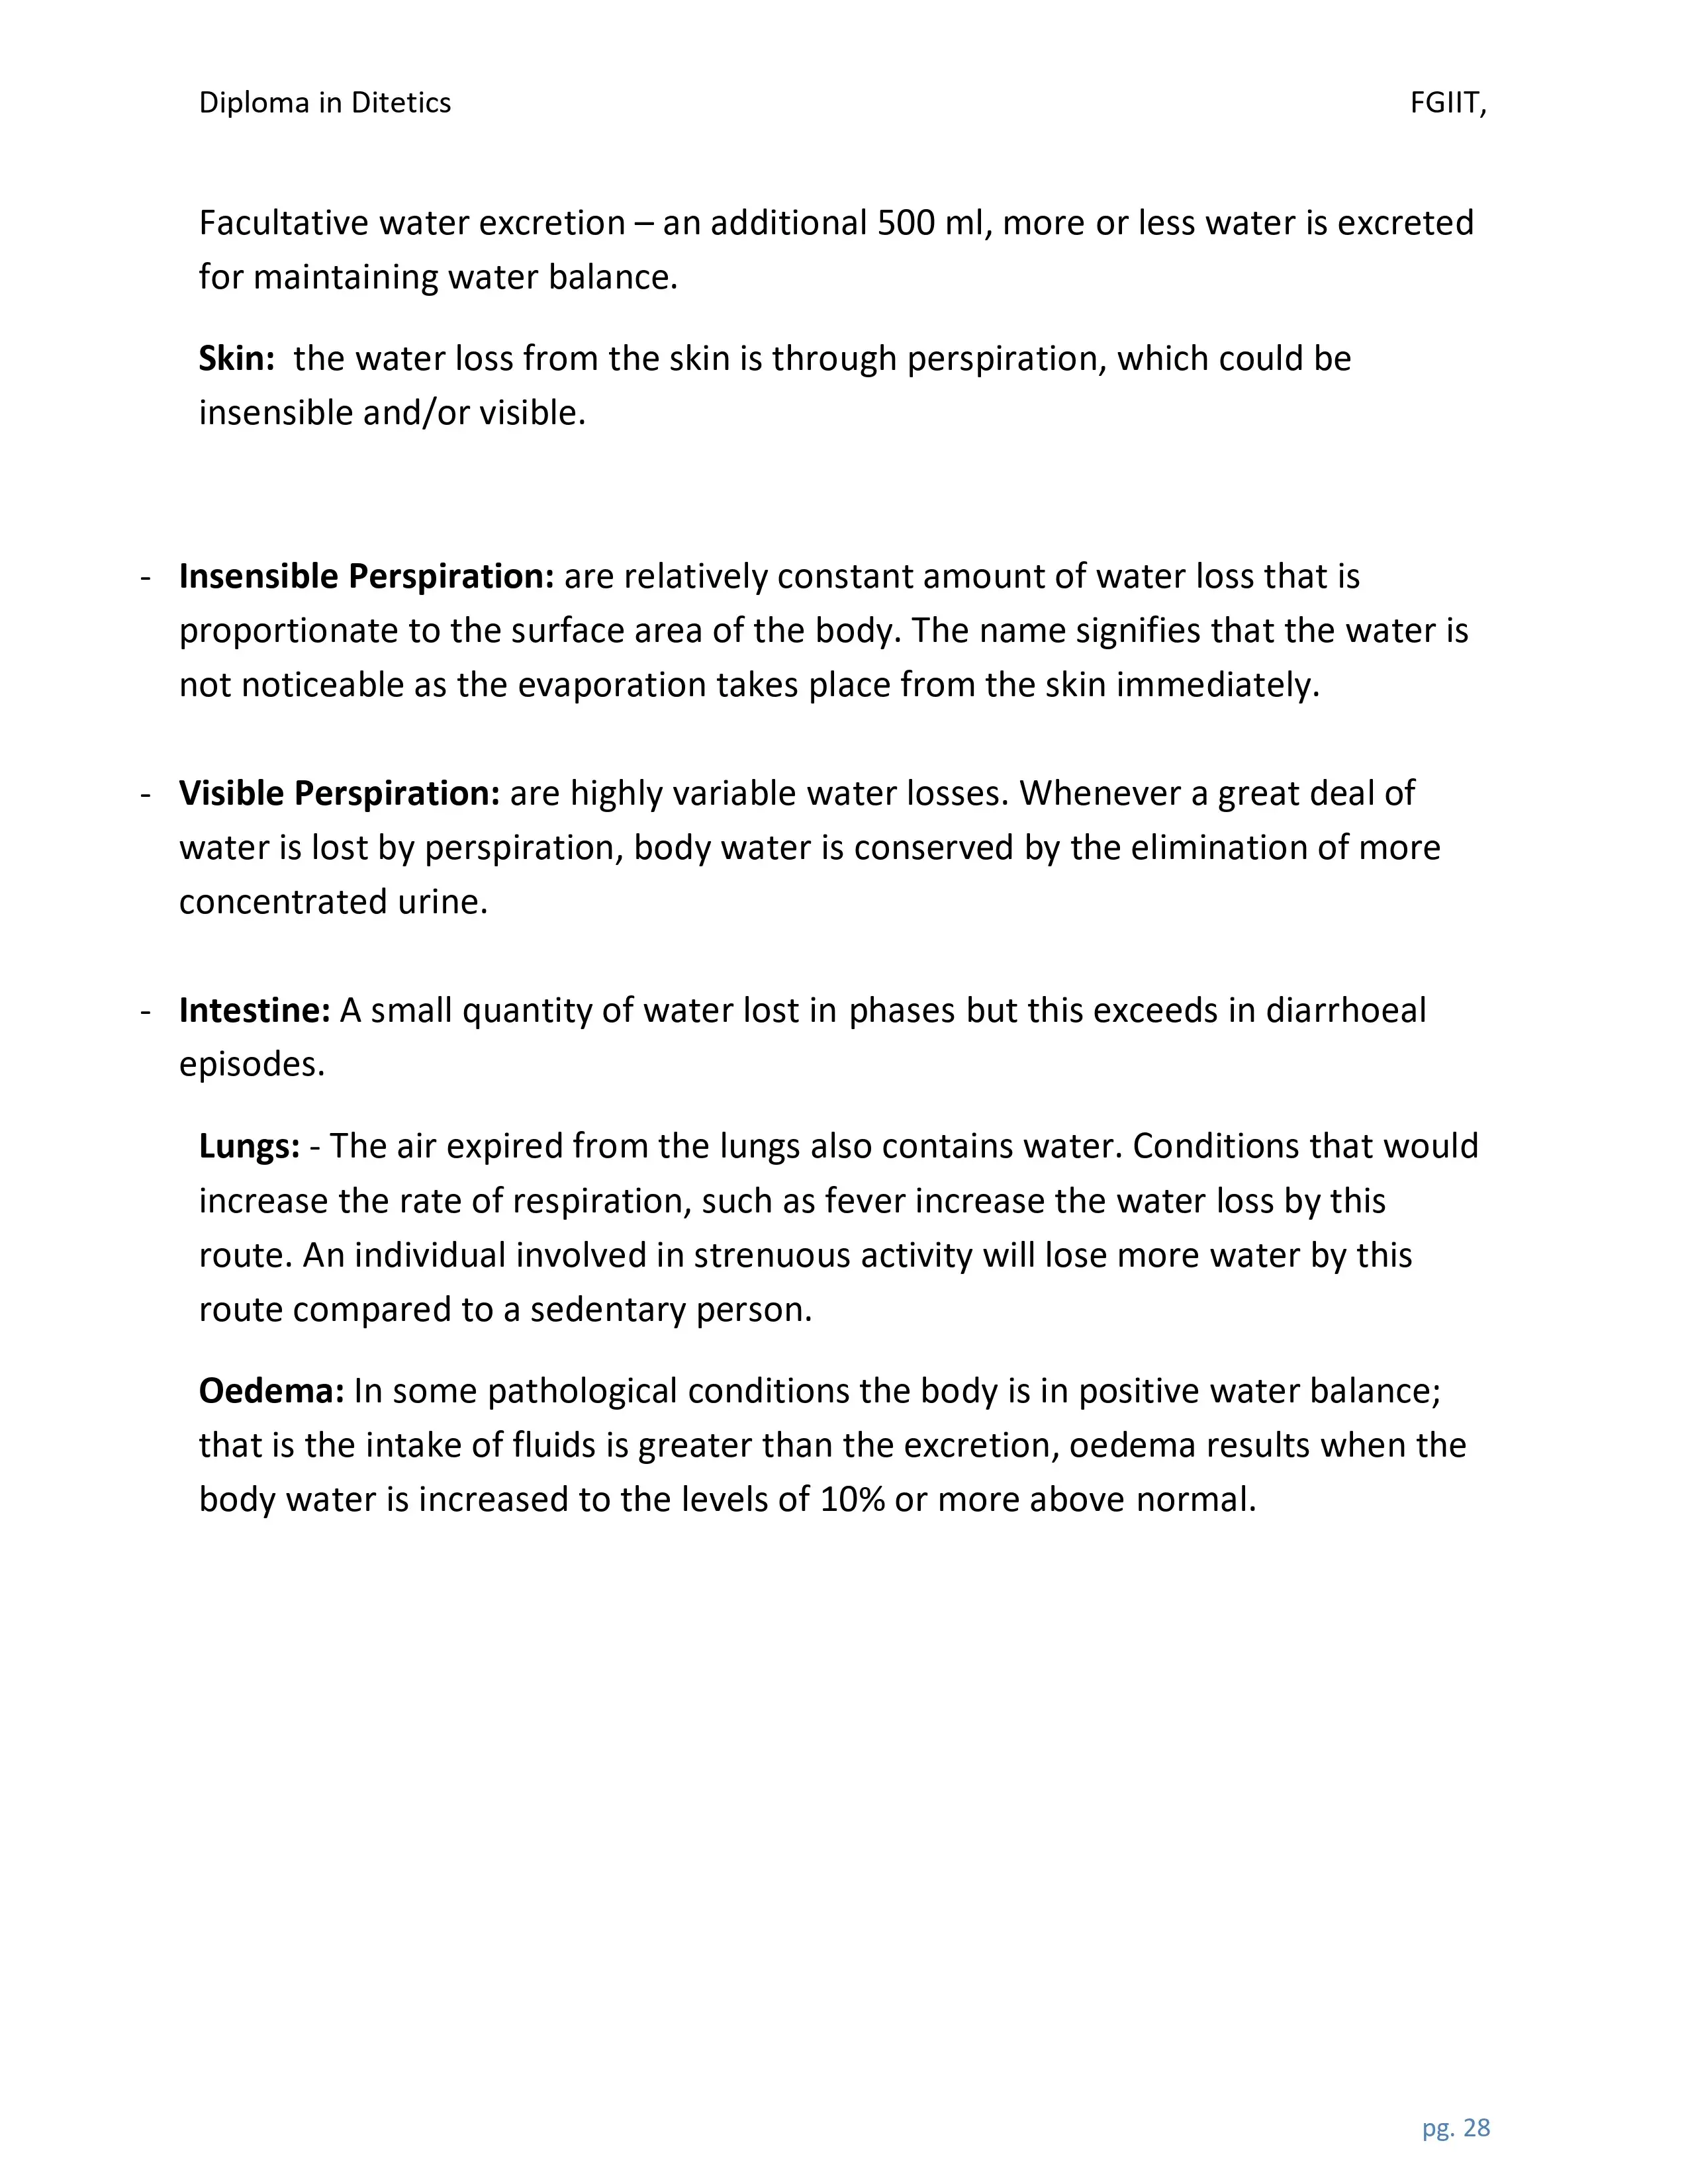 Diploma in Ditetics FGIIT,
Facultative water excretion – an additional 500 ml, more or less water is excreted
for maintaining water balance.
Skin:  the water loss from the skin is through perspiration, which could be
insensible and/or visible.
- Insensible Perspiration: are relatively constant amount of water loss that is
proportionate to the surface area of the body. The name signifies that the water is
not noticeable as the evaporation takes place from the skin immediately.
- Visible Perspiration: are highly variable water losses. Whenever a great deal of
water is lost by perspiration, body water is conserved by the elimination of more
concentrated urine.
- Intestine: A small quantity of water lost in phases but this exceeds in diarrhoeal
episodes.
Lungs: - The air expired from the lungs also contains water. Conditions that would
increase the rate of respiration, such as fever increase the water loss by this
route. An individual involved in strenuous activity will lose more water by this
route compared to a sedentary person.
Oedema: In some pathological conditions the body is in positive water balance;
that is the intake of fluids is greater than the excretion, oedema results when the
body water is increased to the levels of 10% or more above normal.
pg. 28